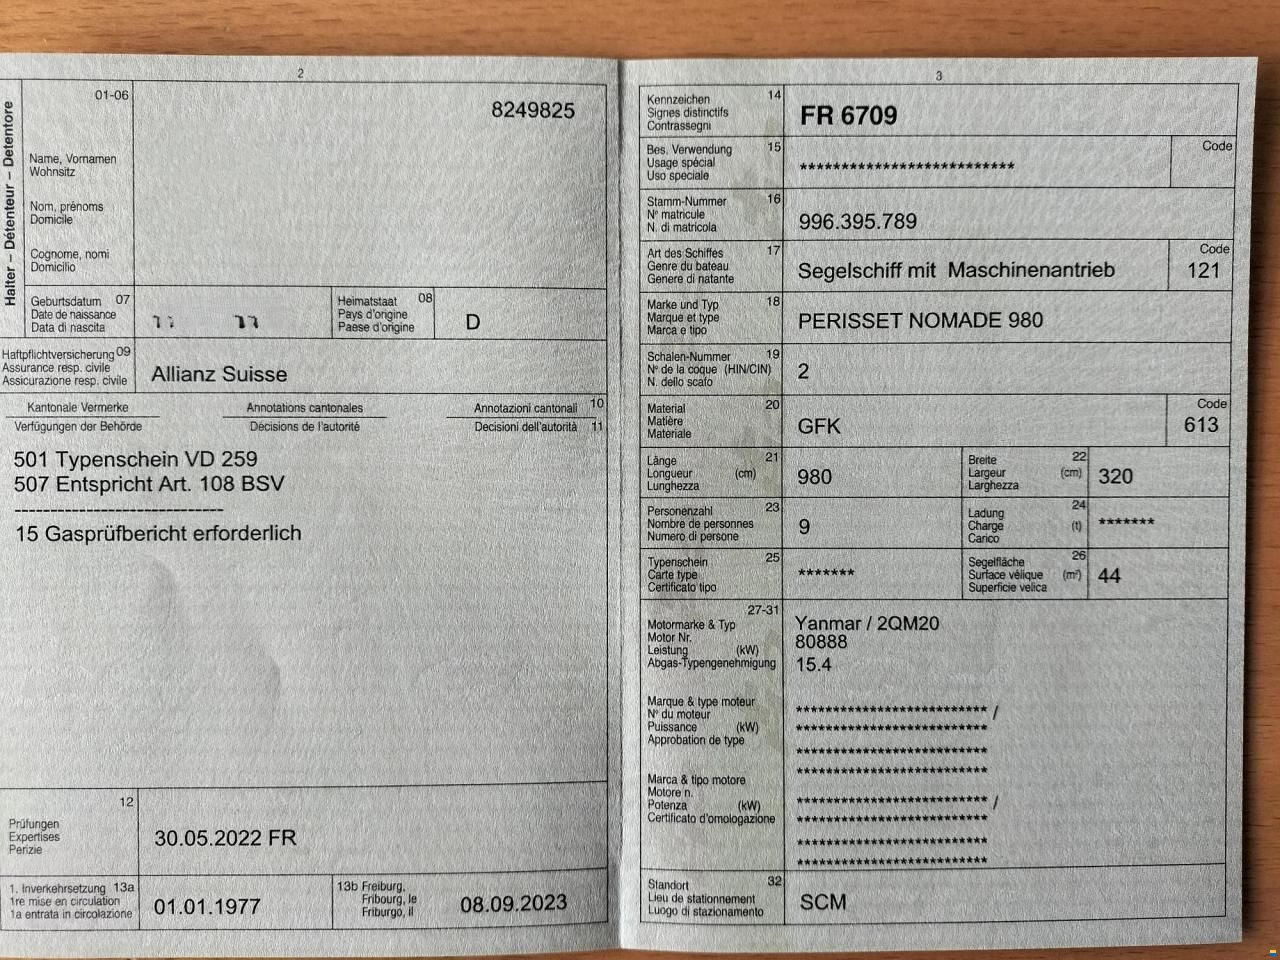 2
Halter – Détenteur – Detentore
01-06
8249825
Name, Vornamen
Wohnsitz
Nom, prénoms
Domicile
Cognome, nomi
Domicilio
Geburtsdatum 07
Date de naissance
Data di nascita
Heimatstaat 08
Pays d'origine
Paese d'origine
D
Haftpflichtversicherung 09
Assurance resp. civile
Assicurazione resp. civile
Allianz Suisse
Kantonale Vermerke Annotations cantonales Annotazioni cantonali 10
Verfügungen der Behörde Décisions de l'autorité Decisioni dell'autorità 11
501 Typenschein VD 259
507 Entspricht Art. 108 BSV
-----------------------------
15 Gasprüfbericht erforderlich
12
Prüfungen
Expertises
Perizie
30.05.2022 FR
1. Inverkehrsetzung 13a
1re mise en circulation
1a entrata in circolazione
01.01.1977
13b Freiburg,
Fribourg, le
Friburgo, il
08.09.2023
3
Kennzeichen 14
Signes distinctifs
Contrassegni
FR 6709
Bes. Verwendung 15
Usage spécial
Uso speciale
**************************
Code
Stamm-Nummer 16
N° matricule
N. di matricola
996.395.789
Art des Schiffes 17
Genre du bateau
Genere di natante
Segelschiff mit Maschinenantrieb
Code
121
Marke und Typ 18
Marque et type
Marca e tipo
PERISSET NOMADE 980
Schalen-Nummer 19
N° de la coque (HIN/CIN)
N. dello scafo
2
Material 20
Matière
Materiale
GFK
Code
613
Länge 21
Longueur (cm)
Lunghezza
980
Breite 22
Largeur (cm)
Larghezza
320
Personenzahl 23
Nombre de personnes
Numero di persone
9
Ladung 24
Charge (t)
Carico
*******
Typenschein 25
Carte type
Certificato tipo
*******
Segelfläche 26
Surface vélique (m²)
Superficie velica
44
27-31
Motormarke & Typ
Motor Nr.
Leistung (kW)
Abgas-Typengenehmigung
Yanmar / 2QM20
80888
15.4
Marque & type moteur
N° du moteur
Puissance (kW)
Approbation de type
************************** /
**************************
**************************
**************************
Marca & tipo motore
Motore n.
Potenza (kW)
Certificato d'omologazione
************************** /
**************************
**************************
**************************
Standort 32
Lieu de stationnement
Luogo di stazionamento
SCM